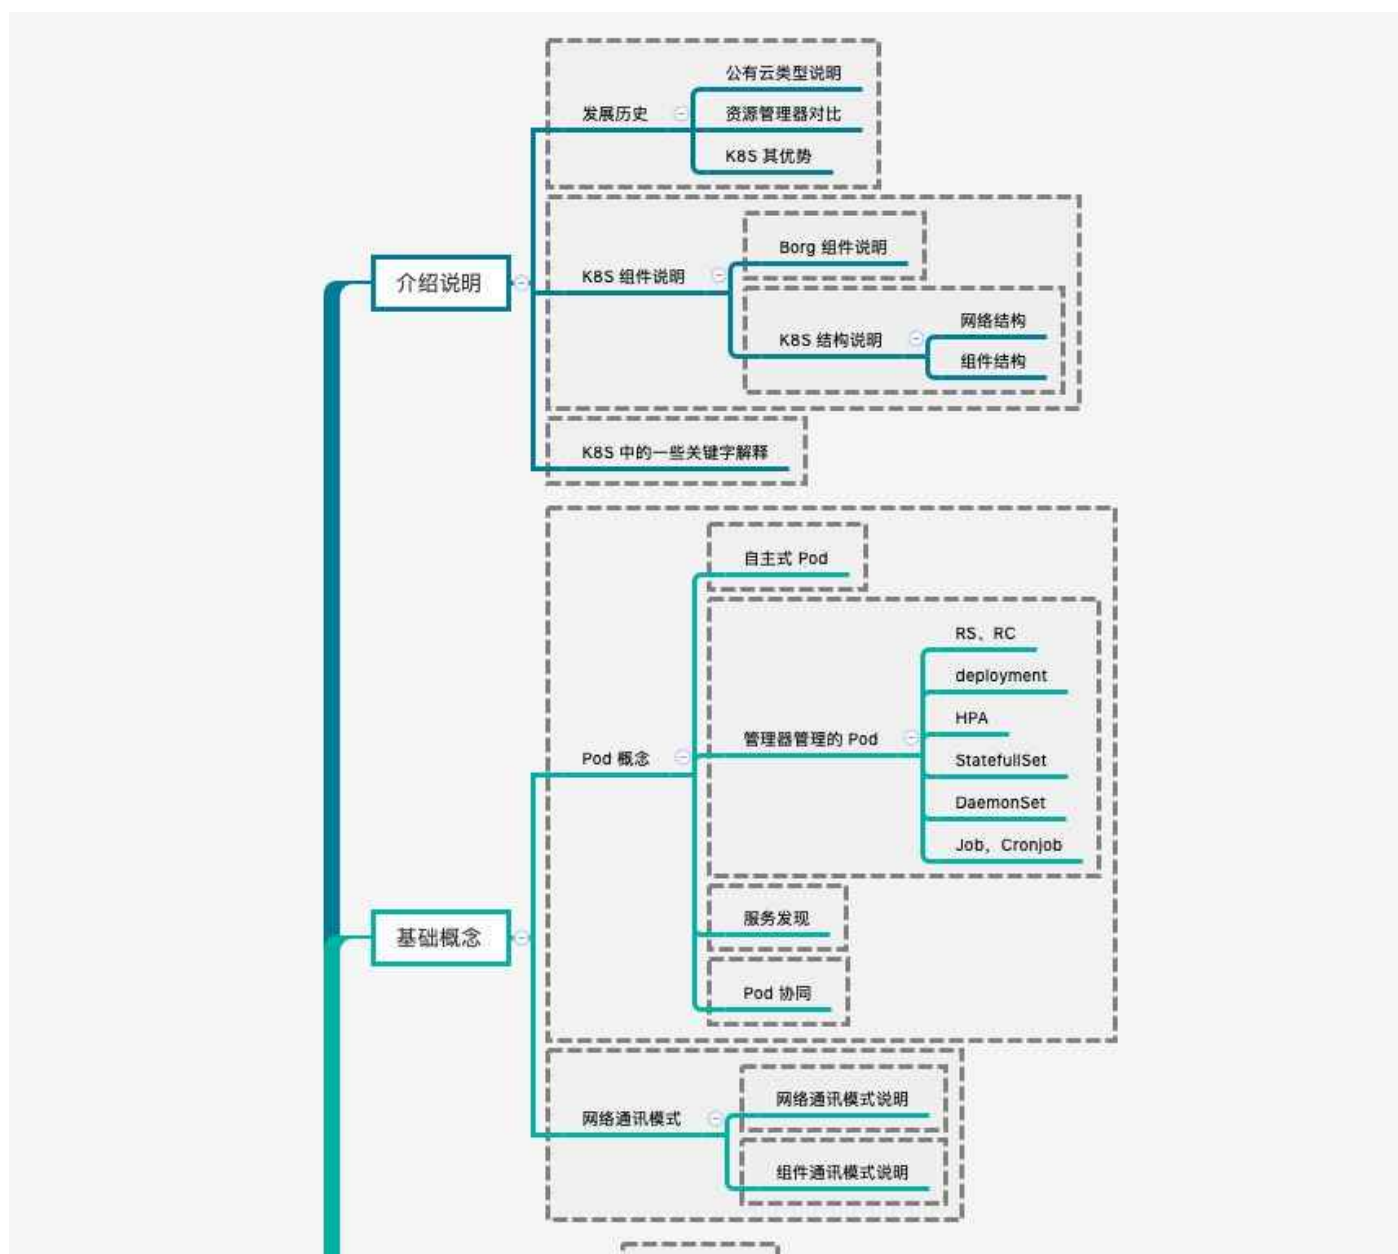 介绍说明
发展历史
公有云类型说明
资源管理器对比
K8S 其优势
K8S 组件说明
Borg 组件说明
K8S 结构说明
网络结构
组件结构
K8S 中的一些关键字解释
基础概念
Pod 概念
自主式 Pod
管理器管理的 Pod
RS、RC
deployment
HPA
StatefullSet
DaemonSet
Job，Cronjob
服务发现
Pod 协同
网络通讯模式
网络通讯模式说明
组件通讯模式说明